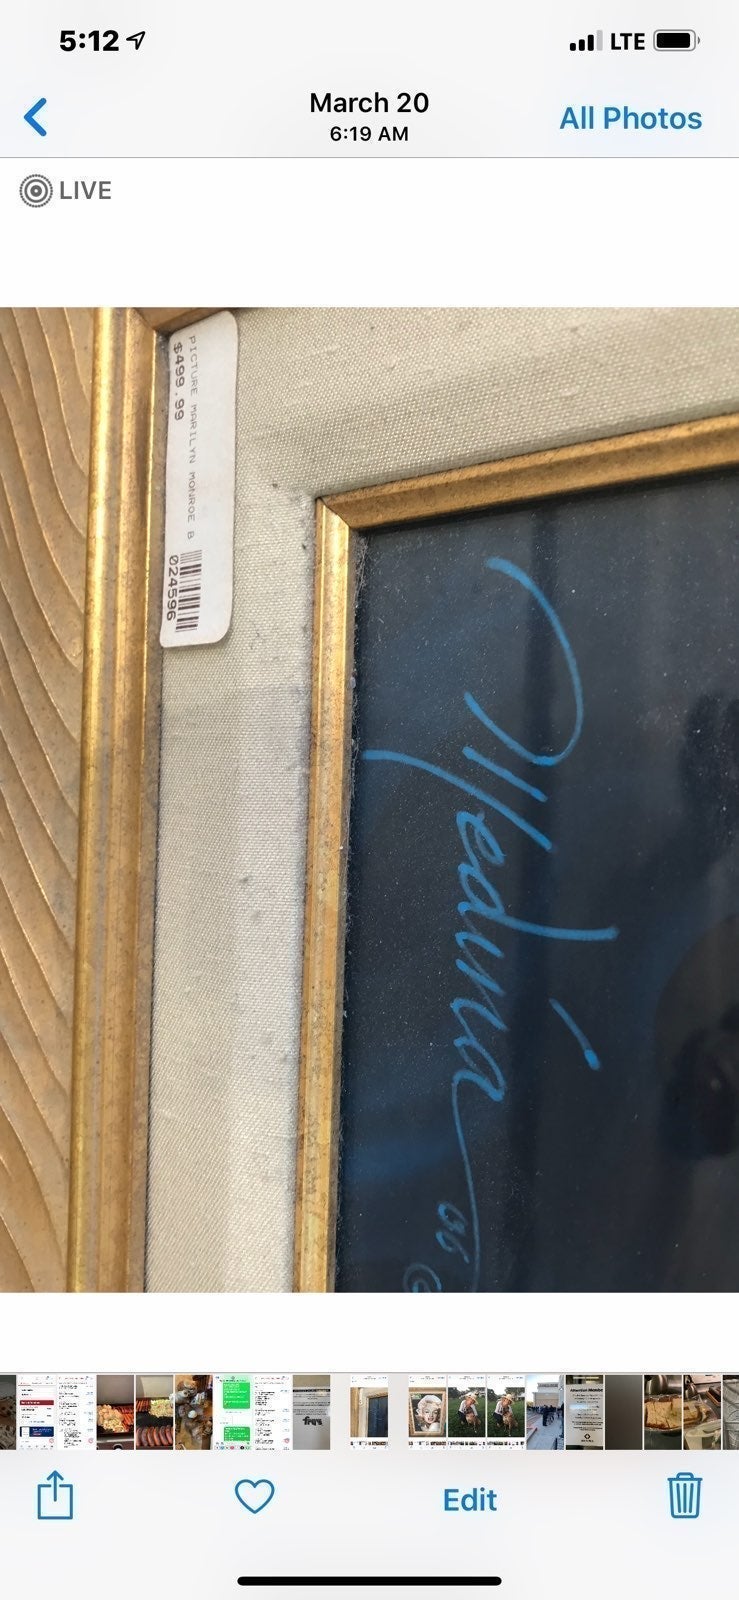 5:12
LTE
March 20
All Photos
6:19 AM
LIVE
PICTURE MARILYN MONROE B
$499.99
024596
Medina
Edit